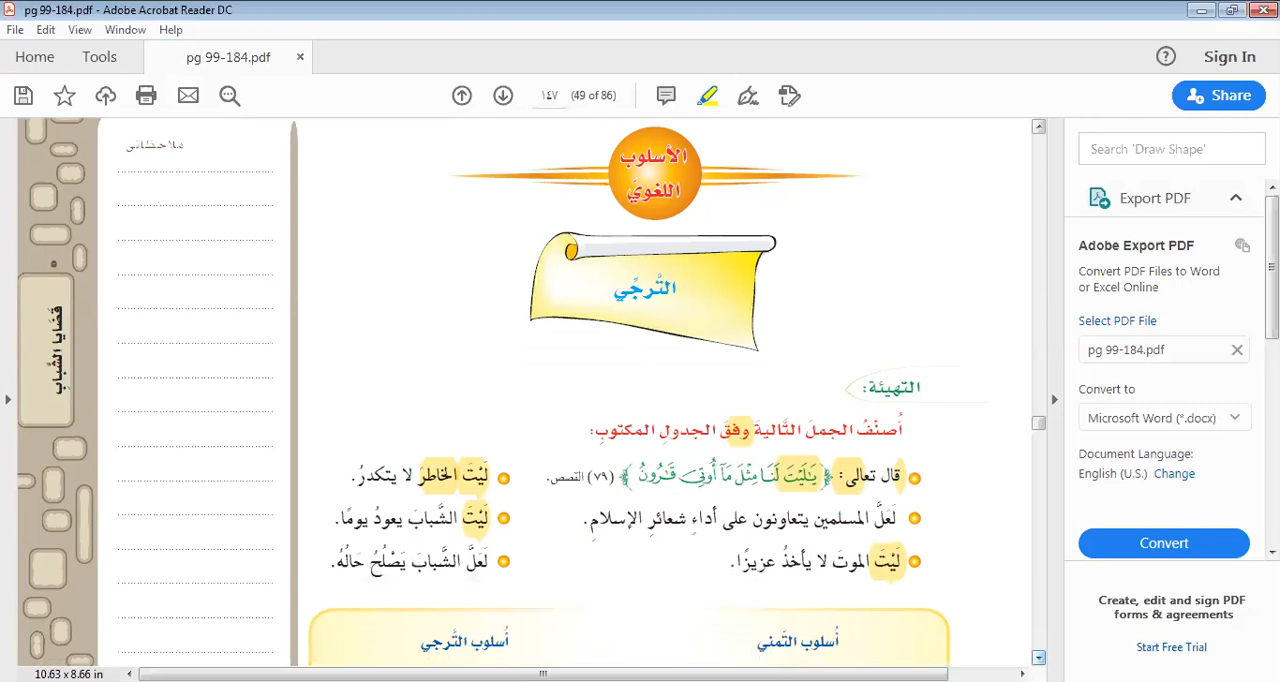 pg 99-184.pdf - Adobe Acrobat Reader DC
File Edit View Window Help
Home Tools pg 99-184.pdf × Sign In
١٤٧ (49 of 86) Share
ملاحظاتي
الأسلوب
اللغويّ
التَّرجِّي
قضايا الشَّبابِ
التهيئة:
أُصنّفُ الجملَ التَّاليةَ وفقَ الجدولِ المكتوبِ:
قال تعالى: ﴿يَٰلَيْتَ لَنَا مِثْلَ مَآ أُوتِىَ قَٰرُونُ﴾ (٧٩) القصص.
لَيْتَ الخاطرَ لا يتكدرُ.
لَعَلَّ المسلمين يتعاونون على أداءِ شعائرِ الإسلامِ.
لَيْتَ الشَّبابَ يعودُ يومًا.
لَيْتَ الموتَ لا يأخذُ عزيزًا.
لَعَلَّ الشَّبابَ يَصْلُحُ حَالُهُ.
أُسلوب التَّمني
أُسلوب التَّرجي
Search 'Draw Shape'
Export PDF
Adobe Export PDF
Convert PDF Files to Word
or Excel Online
Select PDF File
pg 99-184.pdf
Convert to
Microsoft Word (*.docx)
Document Language:
English (U.S.) Change
Convert
Create, edit and sign PDF
forms & agreements
Start Free Trial
10.63 x 8.66 in